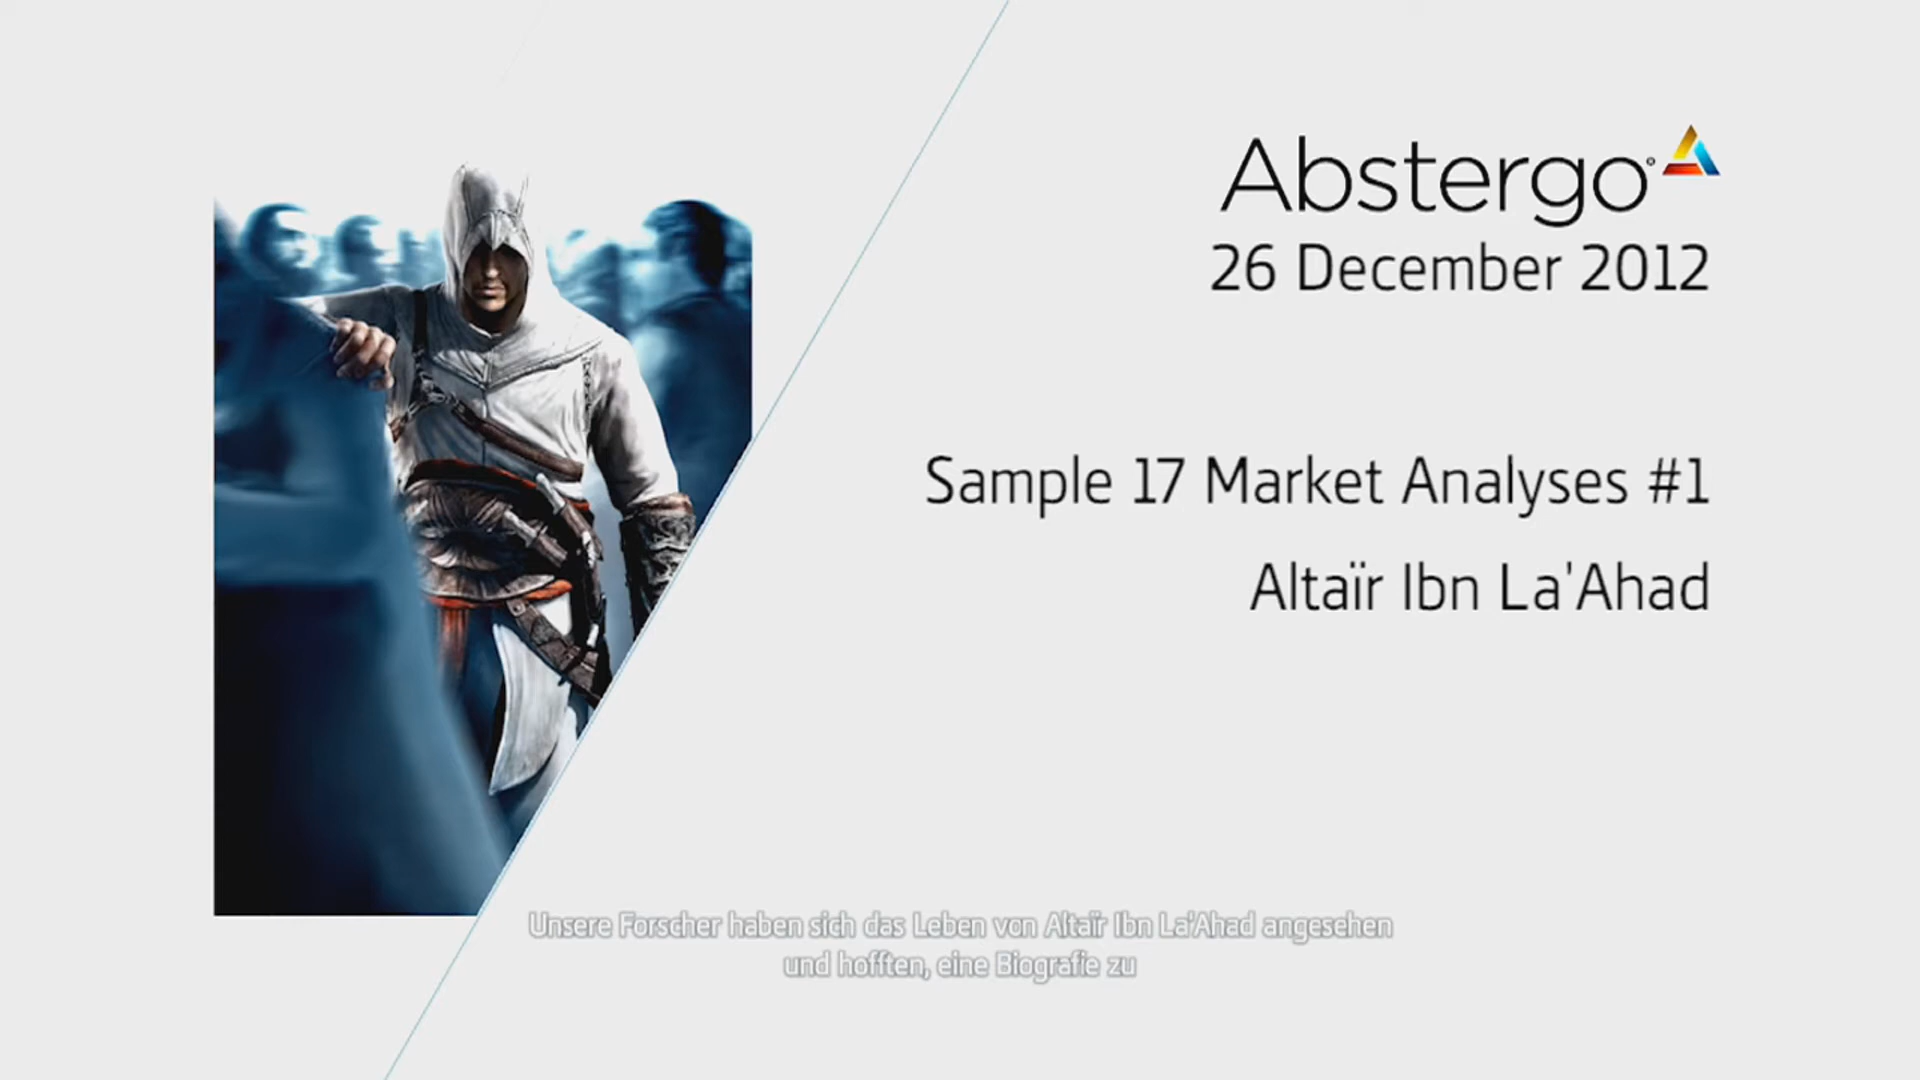 Abstergo
26 December 2012
Sample 17 Market Analyses #1
Altaïr Ibn La'Ahad
Unsere Forscher haben sich das Leben von Altaïr Ibn La'Ahad angesehen
und hofften, eine Biografie zu